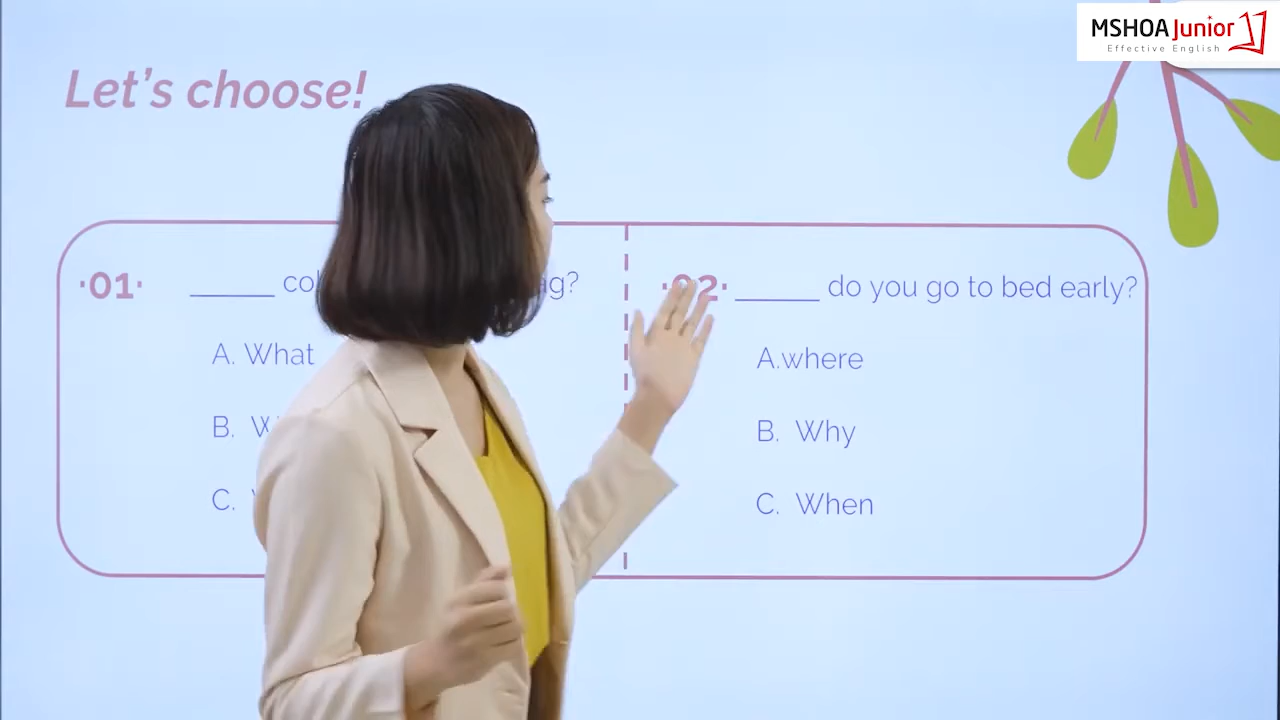 MSHOA Junior
Effective English
Let's choose!
·01· ______ co
·02· ______ do you go to bed early?
A. What
B.
C.
A.where
B. Why
C. When